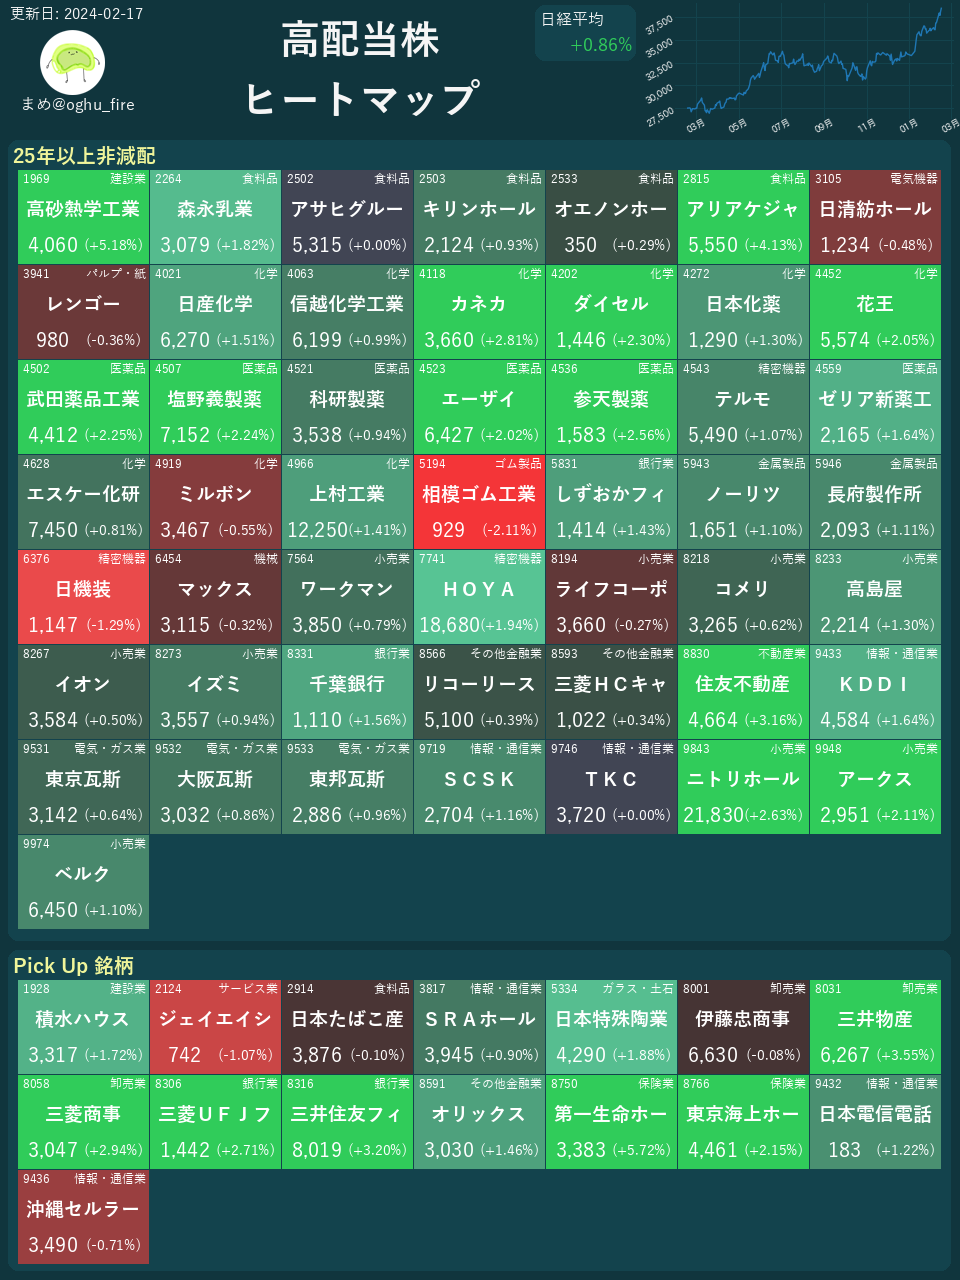 更新日: 2024-02-17
まめ@oghu_fire
高配当株
ヒートマップ
日経平均
+0.86%
37,500
35,000
32,500
30,000
27,500
03月 05月 07月 09月 11月 01月 03月
25年以上非減配
1969 建設業 2264 食料品 2502 食料品 2503 食料品 2533 食料品 2815 食料品 3105 電気機器
高砂熱学工業 森永乳業 アサヒグルー キリンホール オエノンホー アリアケジャ 日清紡ホール
4,060 (+5.18%) 3,079 (+1.82%) 5,315 (+0.00%) 2,124 (+0.93%) 350 (+0.29%) 5,550 (+4.13%) 1,234 (-0.48%)
3941 パルプ・紙 4021 化学 4063 化学 4118 化学 4202 化学 4272 化学 4452 化学
レンゴー 日産化学 信越化学工業 カネカ ダイセル 日本化薬 花王
980 (-0.36%) 6,270 (+1.51%) 6,199 (+0.99%) 3,660 (+2.81%) 1,446 (+2.30%) 1,290 (+1.30%) 5,574 (+2.05%)
4502 医薬品 4507 医薬品 4521 医薬品 4523 医薬品 4536 医薬品 4543 精密機器 4559 医薬品
武田薬品工業 塩野義製薬 科研製薬 エーザイ 参天製薬 テルモ ゼリア新薬工
4,412 (+2.25%) 7,152 (+2.24%) 3,538 (+0.94%) 6,427 (+2.02%) 1,583 (+2.56%) 5,490 (+1.07%) 2,165 (+1.64%)
4628 化学 4919 化学 4966 化学 5194 ゴム製品 5831 銀行業 5943 金属製品 5946 金属製品
エスケー化研 ミルボン 上村工業 相模ゴム工業 しずおかフィ ノーリツ 長府製作所
7,450 (+0.81%) 3,467 (-0.55%) 12,250(+1.41%) 929 (-2.11%) 1,414 (+1.43%) 1,651 (+1.10%) 2,093 (+1.11%)
6376 精密機器 6454 機械 7564 小売業 7741 精密機器 8194 小売業 8218 小売業 8233 小売業
日機装 マックス ワークマン ＨＯＹＡ ライフコーポ コメリ 高島屋
1,147 (-1.29%) 3,115 (-0.32%) 3,850 (+0.79%) 18,680(+1.94%) 3,660 (-0.27%) 3,265 (+0.62%) 2,214 (+1.30%)
8267 小売業 8273 小売業 8331 銀行業 8566 その他金融業 8593 その他金融業 8830 不動産業 9433 情報・通信業
イオン イズミ 千葉銀行 リコーリース 三菱ＨＣキャ 住友不動産 ＫＤＤＩ
3,584 (+0.50%) 3,557 (+0.94%) 1,110 (+1.56%) 5,100 (+0.39%) 1,022 (+0.34%) 4,664 (+3.16%) 4,584 (+1.64%)
9531 電気・ガス業 9532 電気・ガス業 9533 電気・ガス業 9719 情報・通信業 9746 情報・通信業 9843 小売業 9948 小売業
東京瓦斯 大阪瓦斯 東邦瓦斯 ＳＣＳＫ ＴＫＣ ニトリホール アークス
3,142 (+0.64%) 3,032 (+0.86%) 2,886 (+0.96%) 2,704 (+1.16%) 3,720 (+0.00%) 21,830(+2.63%) 2,951 (+2.11%)
9974 小売業
ベルク
6,450 (+1.10%)
Pick Up 銘柄
1928 建設業 2124 サービス業 2914 食料品 3817 情報・通信業 5334 ガラス・土石 8001 卸売業 8031 卸売業
積水ハウス ジェイエイシ 日本たばこ産 ＳＲＡホール 日本特殊陶業 伊藤忠商事 三井物産
3,317 (+1.72%) 742 (-1.07%) 3,876 (-0.10%) 3,945 (+0.90%) 4,290 (+1.88%) 6,630 (-0.08%) 6,267 (+3.55%)
8058 卸売業 8306 銀行業 8316 銀行業 8591 その他金融業 8750 保険業 8766 保険業 9432 情報・通信業
三菱商事 三菱ＵＦＪフ 三井住友フィ オリックス 第一生命ホー 東京海上ホー 日本電信電話
3,047 (+2.94%) 1,442 (+2.71%) 8,019 (+3.20%) 3,030 (+1.46%) 3,383 (+5.72%) 4,461 (+2.15%) 183 (+1.22%)
9436 情報・通信業
沖縄セルラー
3,490 (-0.71%)